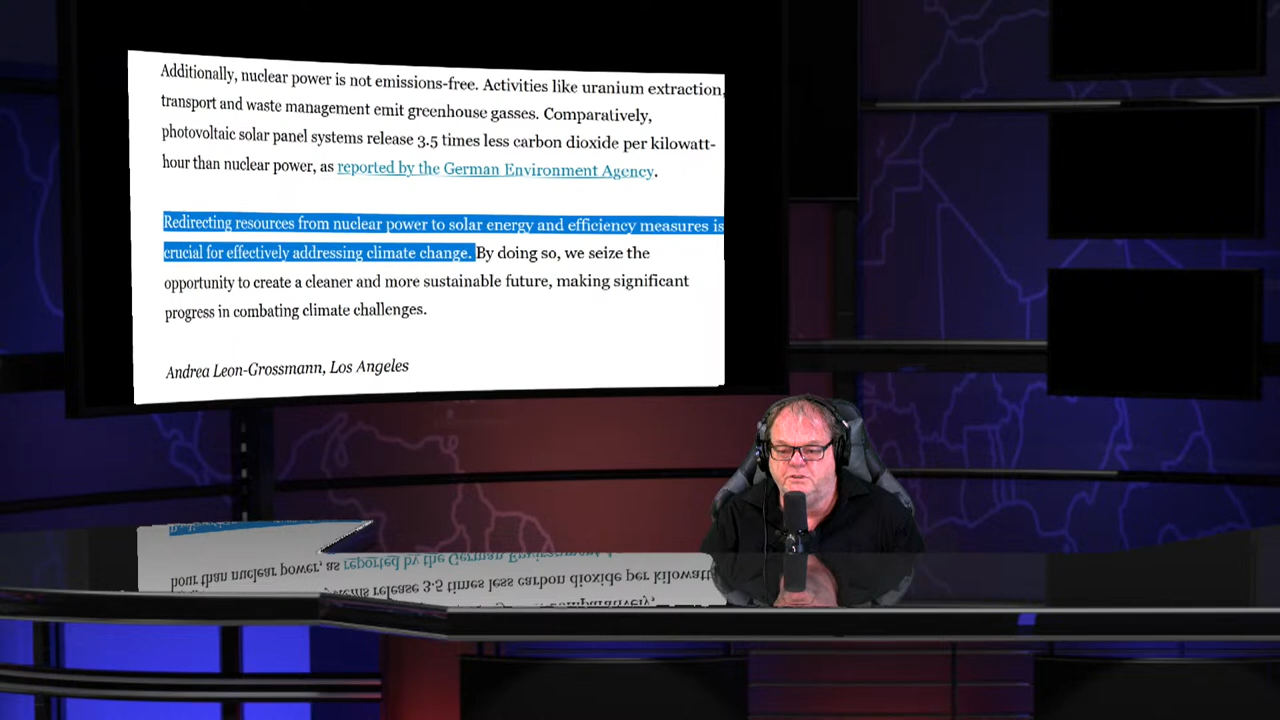 Additionally, nuclear power is not emissions-free. Activities like uranium extraction,
transport and waste management emit greenhouse gasses. Comparatively,
photovoltaic solar panel systems release 3.5 times less carbon dioxide per kilowatt-
hour than nuclear power, as reported by the German Environment Agency.
Redirecting resources from nuclear power to solar energy and efficiency measures is
crucial for effectively addressing climate change. By doing so, we seize the
opportunity to create a cleaner and more sustainable future, making significant
progress in combating climate challenges.
Andrea Leon-Grossmann, Los Angeles